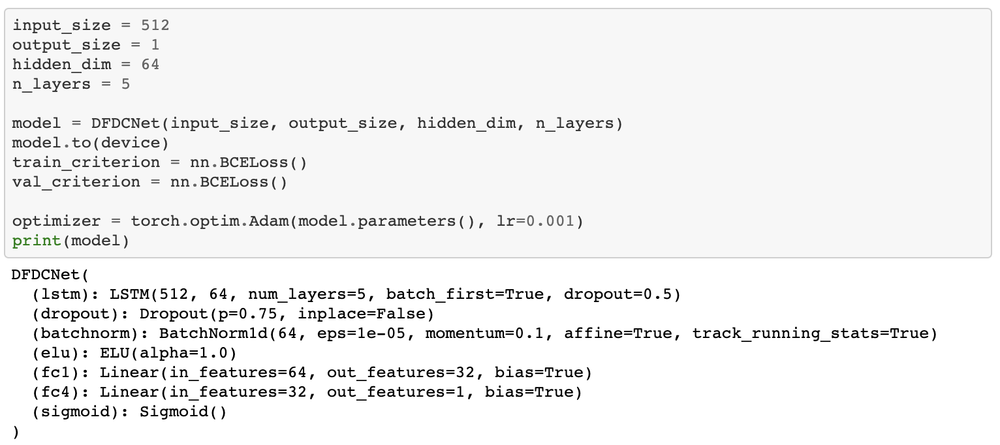 input_size = 512
output_size = 1
hidden_dim = 64
n_layers = 5
model = DFDCNet(input_size, output_size, hidden_dim, n_layers)
model.to(device)
train_criterion = nn.BCELoss()
val_criterion = nn.BCELoss()
optimizer = torch.optim.Adam(model.parameters(), lr=0.001)
print(model)
DFDCNet(
  (lstm): LSTM(512, 64, num_layers=5, batch_first=True, dropout=0.5)
  (dropout): Dropout(p=0.75, inplace=False)
  (batchnorm): BatchNorm1d(64, eps=1e-05, momentum=0.1, affine=True, track_running_stats=True)
  (elu): ELU(alpha=1.0)
  (fc1): Linear(in_features=64, out_features=32, bias=True)
  (fc4): Linear(in_features=32, out_features=1, bias=True)
  (sigmoid): Sigmoid()
)